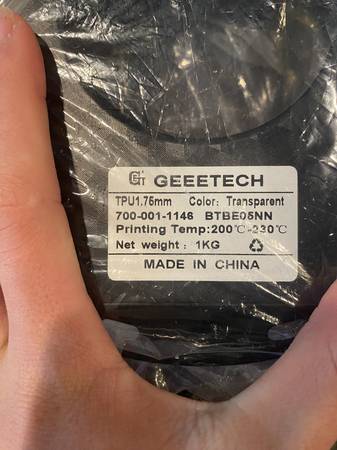 GEEETECH
TPU1.75mm Color: Transparent
700-001-1146 BTBE05NN
Printing Temp:200℃-230℃
Net weight: 1KG
MADE IN CHINA